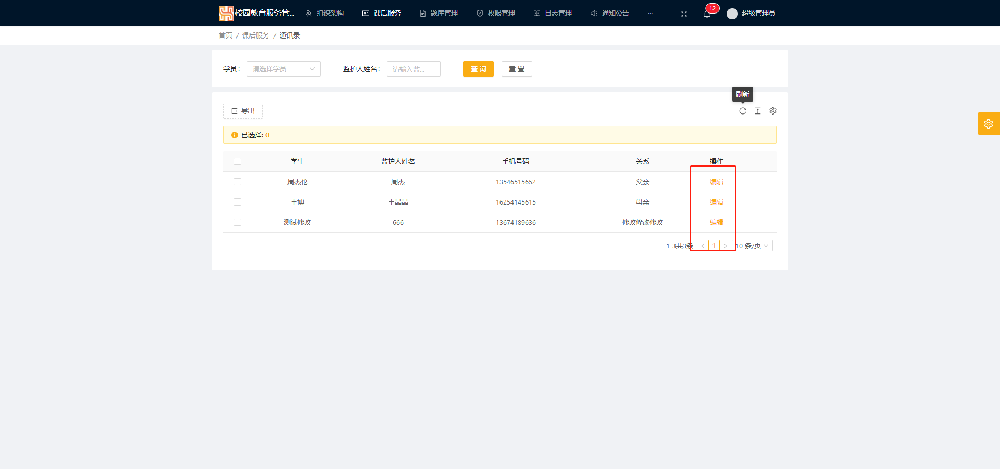 校园教育服务管... 组织架构 课后服务 题库管理 权限管理 日志管理 通知公告 ... 12 超级管理员
首页 / 课后服务 / 通讯录
学员: 请选择学员 监护人姓名: 请输入监... 查 询 重 置
刷新
导出
已选择: 0
学生 监护人姓名 手机号码 关系 操作
周杰伦 周杰 13546515652 父亲 编辑
王博 王晶晶 16254145615 母亲 编辑
测试修改 666 13674189636 修改修改修改 编辑
1-3共3条 < 1 > 10 条/页